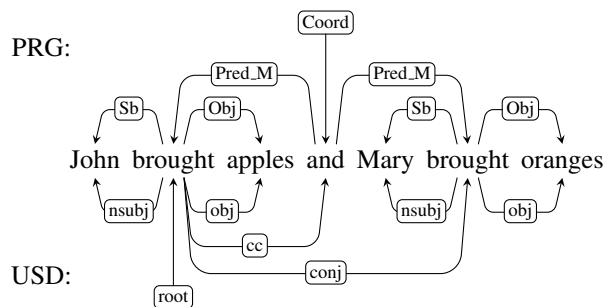 Coord
PRG:
Pred_M Pred_M
Sb Obj Sb Obj
John brought apples and Mary brought oranges
nsubj obj nsubj obj
cc
conj
USD:
root